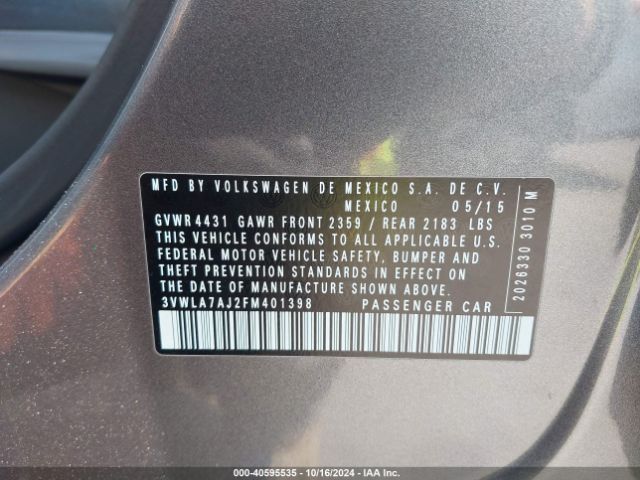 MFD BY VOLKSWAGEN DE MEXICO S.A. DE C.V.
MEXICO 05/15
GVWR 4431 GAWR FRONT 2359 / REAR 2183 LBS
THIS VEHICLE CONFORMS TO ALL APPLICABLE U.S.
FEDERAL MOTOR VEHICLE SAFETY, BUMPER AND
THEFT PREVENTION STANDARDS IN EFFECT ON
THE DATE OF MANUFACTURE SHOWN ABOVE.
3VWLA7AJ2FM401398 PASSENGER CAR
2026330 3010 M
© - 40595535 - 10/16/2024 - IAA Inc.